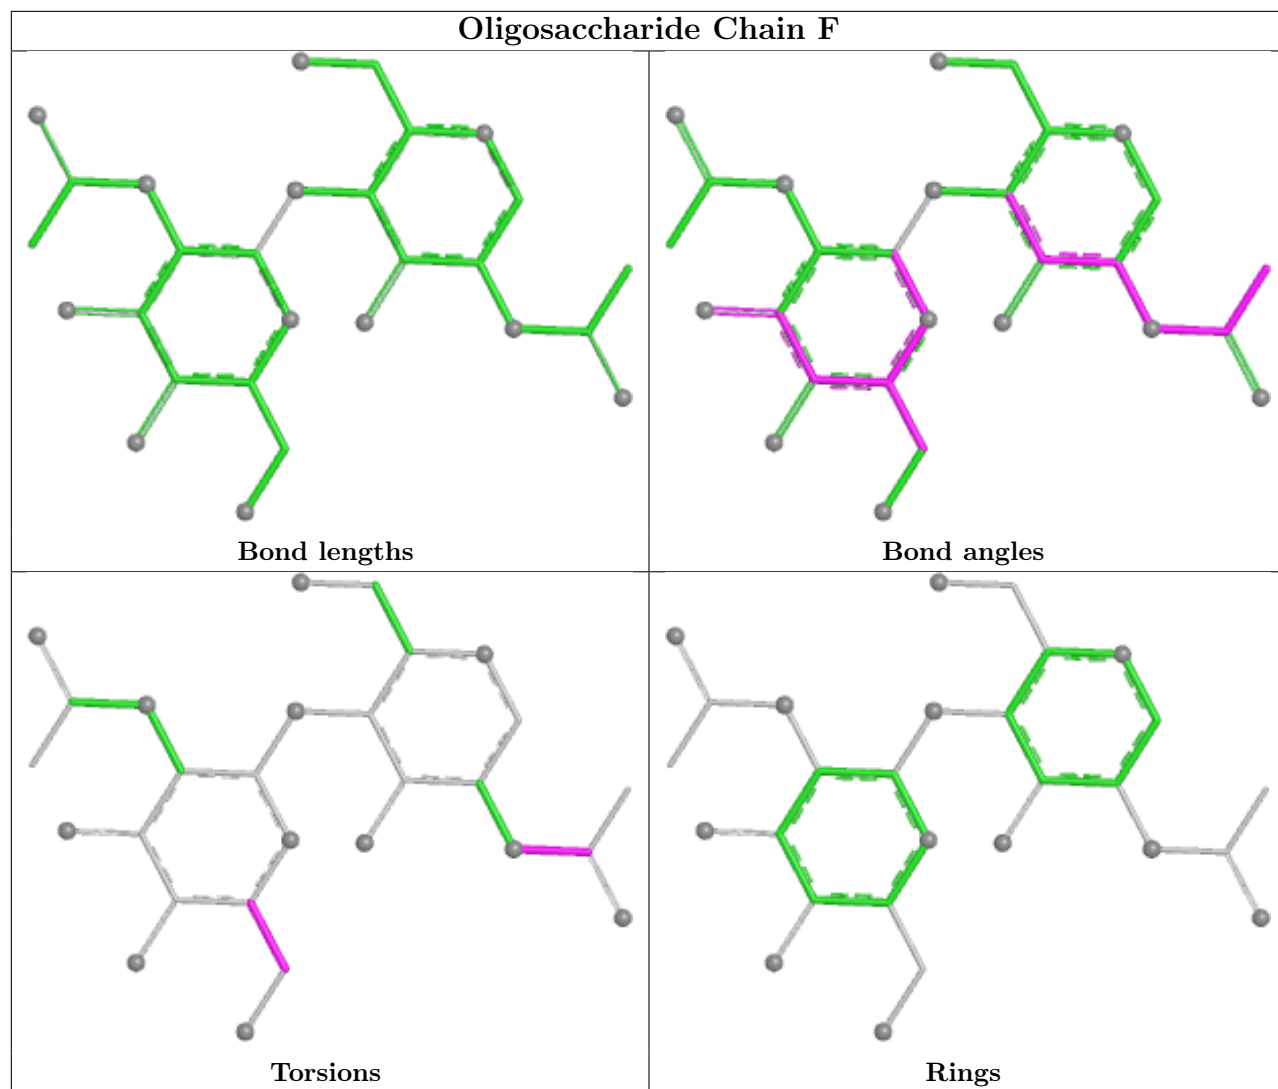 Oligosaccharide Chain F
Bond lengths
Bond angles
Torsions
Rings